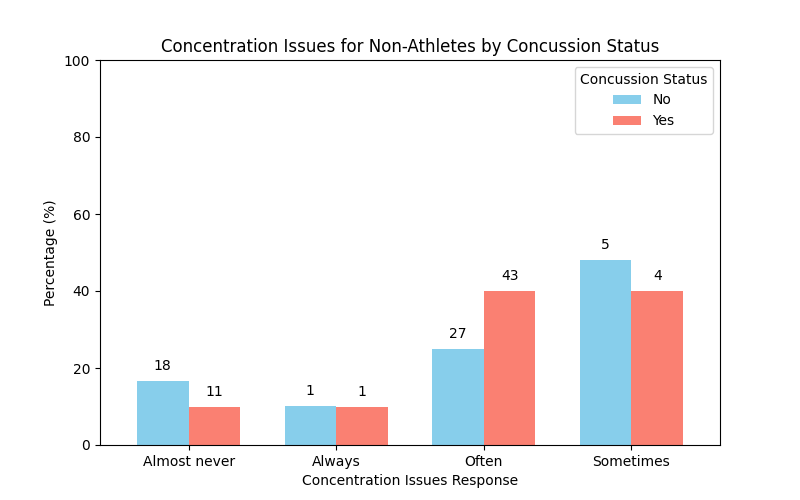 Concentration Issues for Non-Athletes by Concussion Status
100
80
60
40
20
0
Percentage (%)
Concussion Status
No
Yes
18
11
1
1
27
43
5
4
Almost never
Always
Often
Sometimes
Concentration Issues Response